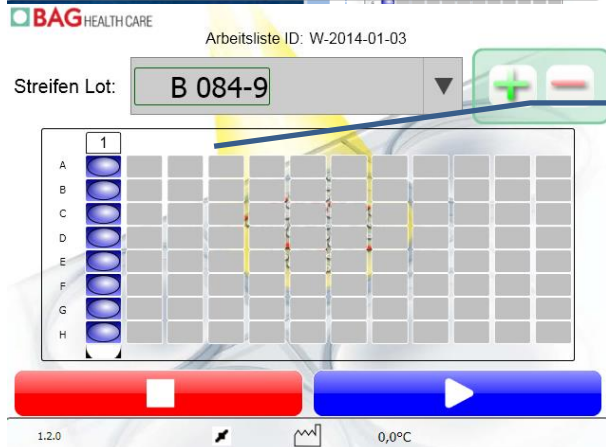 BAG HEALTH CARE
Arbeitsliste ID: W-2014-01-03
Streifen Lot: B 084-9
1
A
B
C
D
E
F
G
H
1.2.0 0,0°C